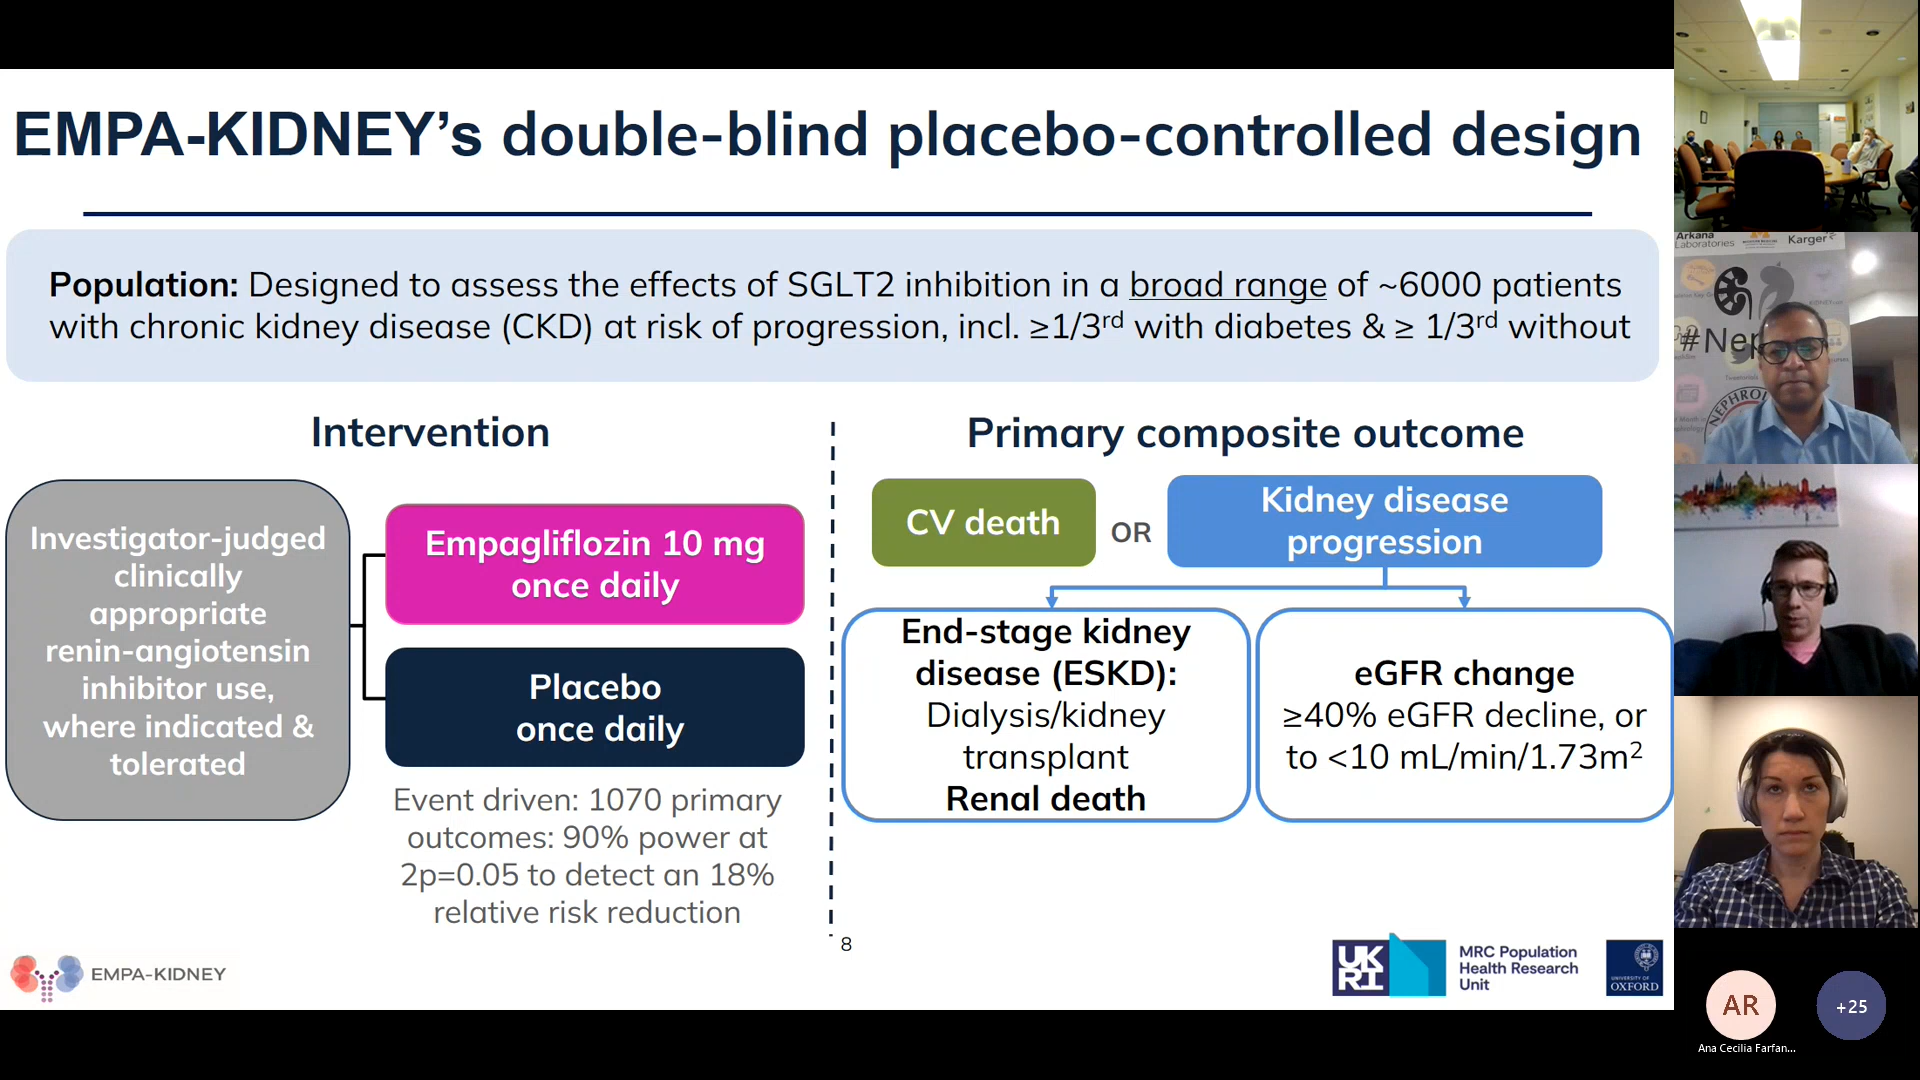 EMPA-KIDNEY’s double-blind placebo-controlled design
Population: Designed to assess the effects of SGLT2 inhibition in a broad range of ~6000 patients
with chronic kidney disease (CKD) at risk of progression, incl. ≥1/3rd with diabetes & ≥ 1/3rd without
Intervention
Investigator-judged
clinically
appropriate
renin-angiotensin
inhibitor use,
where indicated &
tolerated
Empagliflozin 10 mg
once daily
Placebo
once daily
Event driven: 1070 primary
outcomes: 90% power at
2p=0.05 to detect an 18%
relative risk reduction
Primary composite outcome
CV death
OR
Kidney disease
progression
End-stage kidney
disease (ESKD):
Dialysis/kidney
transplant
Renal death
eGFR change
≥40% eGFR decline, or
to <10 mL/min/1.73m²
8
EMPA-KIDNEY
UK
RI
MRC Population
Health Research
Unit
UNIVERSITY OF
OXFORD
Arkana
Laboratories
Karger
#Nep
NEPHRO
AR
Ana Cecilia Farfan...
+25